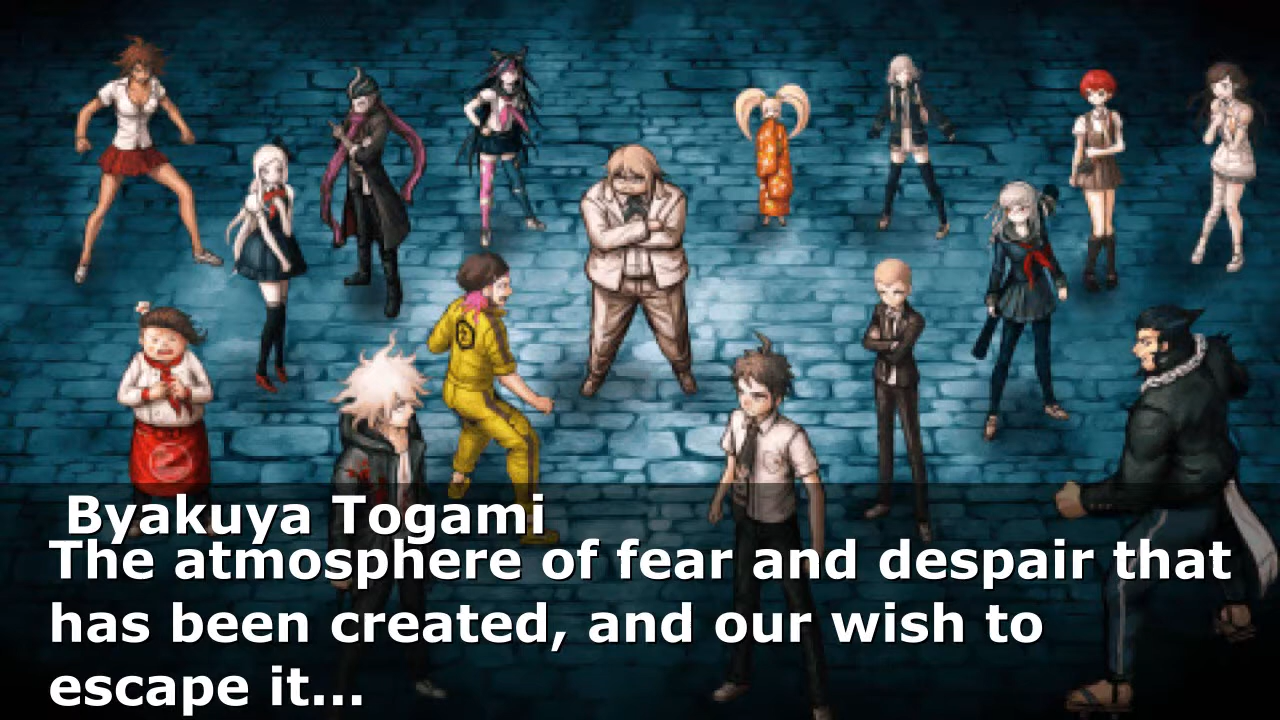 Byakuya Togami
The atmosphere of fear and despair that
has been created, and our wish to
escape it...